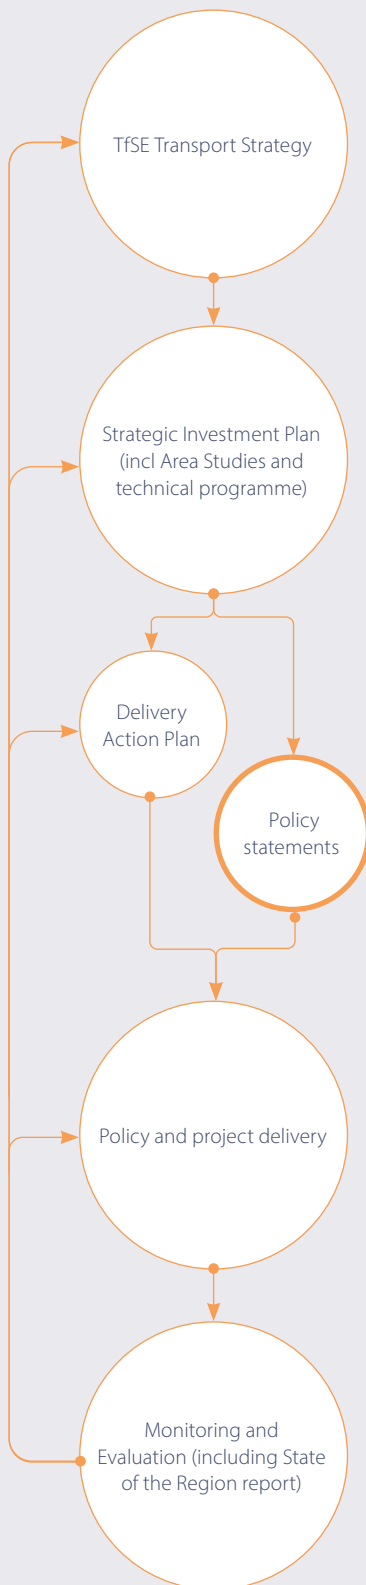 TfSE Transport Strategy
Strategic Investment Plan
(incl Area Studies and
technical programme)
Delivery
Action Plan
Policy
statements
Policy and project delivery
Monitoring and
Evaluation (including State
of the Region report)